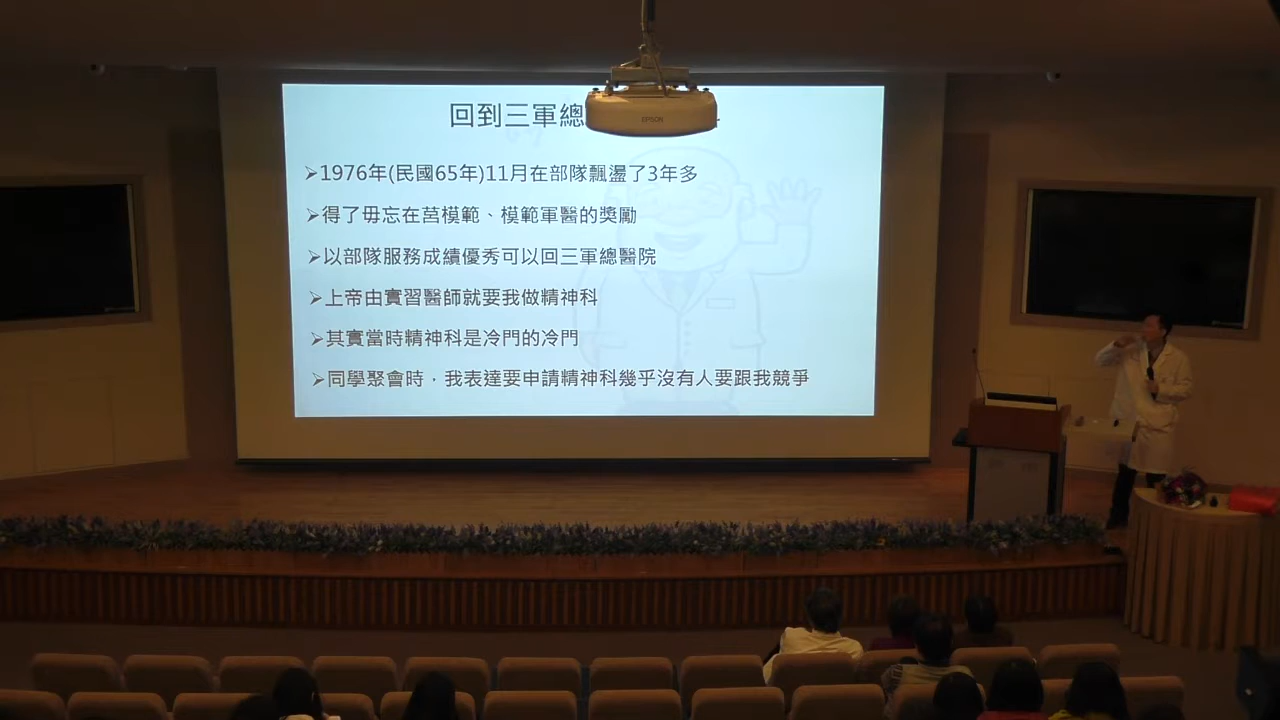 回到三軍總
EPSON
➢1976年(民國65年)11月在部隊飄盪了3年多
➢得了毋忘在莒模範、模範軍醫的獎勵
➢以部隊服務成績優秀可以回三軍總醫院
➢上帝由實習醫師就要我做精神科
➢其實當時精神科是冷門的冷門
➢同學聚會時，我表達要申請精神科幾乎沒有人要跟我競爭